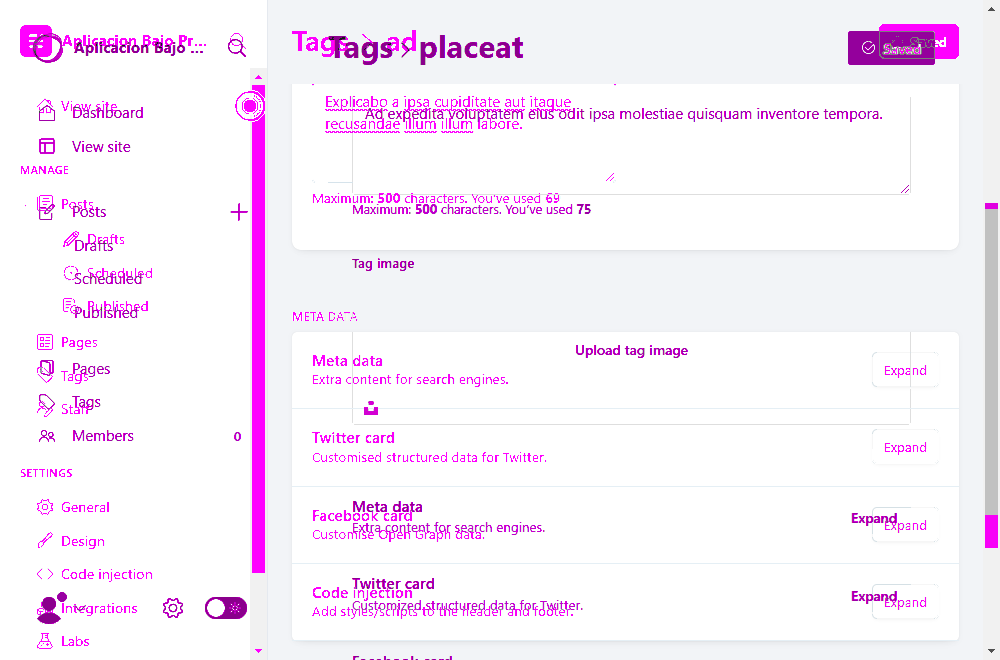 Aplicacion Bajo Pr...
Aplicacion Bajo ...
View site
Dashboard
View site
MANAGE
Posts
Posts
Drafts
Drafts
Scheduled
Scheduled
Published
Published
Pages
Pages
Tags
Tags
Staff
Members 0
SETTINGS
General
Design
Code injection
Integrations
Labs
Tags > ad
Tags > placeat
Saved
Saved
Explicabo a ipsa cupiditate aut itaque
recusandae illum illum labore.
Ad expedita voluptatem eius odit ipsa molestiae quisquam inventore tempora.
Maximum: 500 characters. You've used 69
Maximum: 500 characters. You've used 75
Tag image
META DATA
Upload tag image
Meta data
Extra content for search engines.
Expand
Twitter card
Customised structured data for Twitter.
Expand
Meta data
Extra content for search engines.
Expand
Facebook card
Customise Open Graph data.
Expand
Twitter card
Customized structured data for Twitter.
Expand
Code injection
Add styles/scripts to the header and footer.
Expand
Facebook card